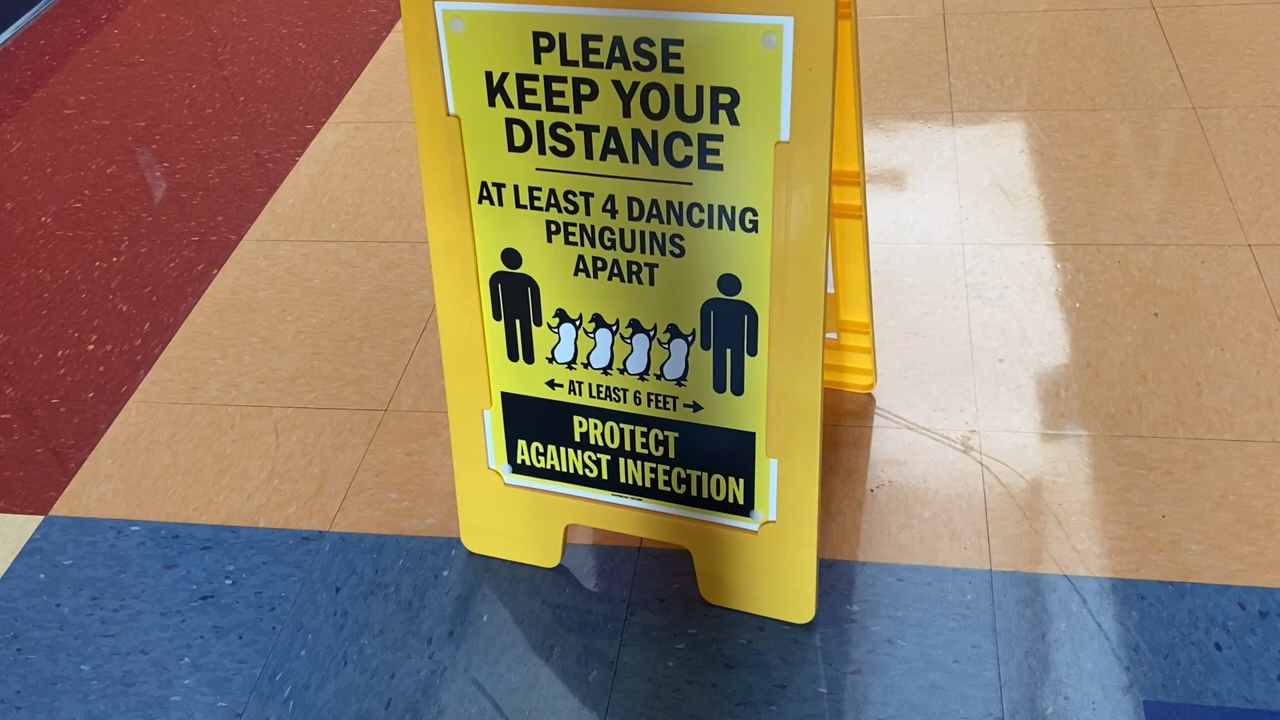 PLEASE
KEEP YOUR
DISTANCE
AT LEAST 4 DANCING
PENGUINS
APART
AT LEAST 6 FEET
PROTECT
AGAINST INFECTION